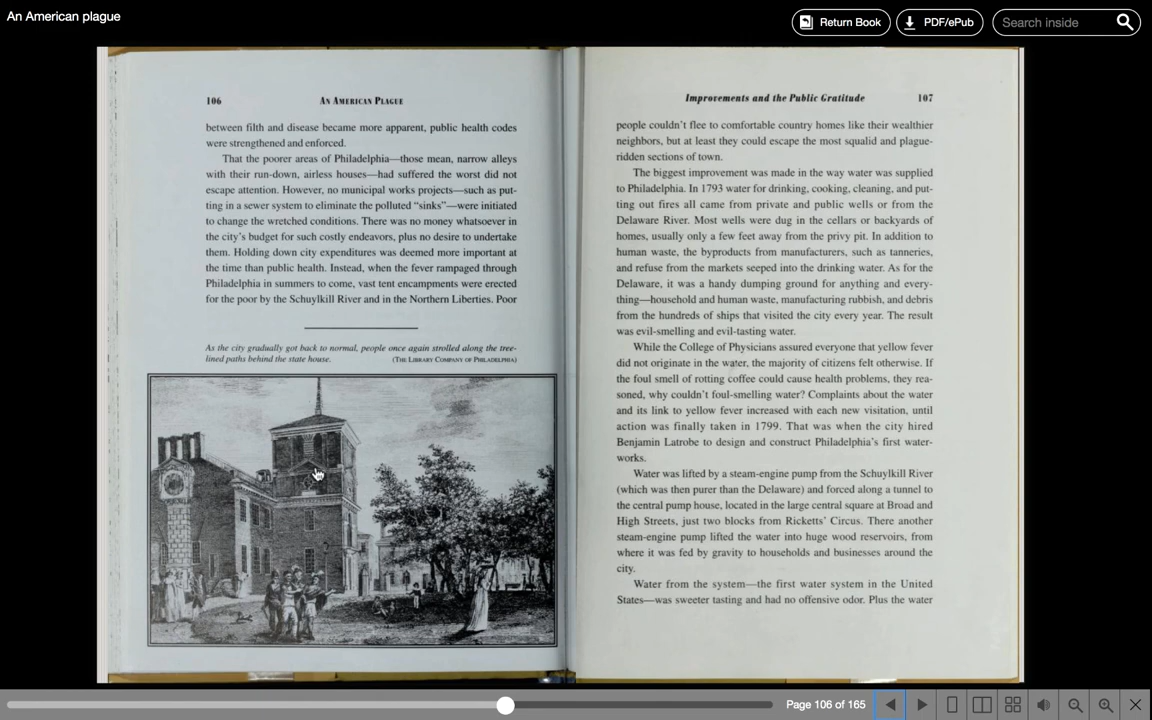 An American plague
Return Book
PDF/ePub
Search inside
106 AN AMERICAN PLAGUE
between filth and disease became more apparent, public health codes
were strengthened and enforced.
That the poorer areas of Philadelphia—those mean, narrow alleys
with their run-down, airless houses—had suffered the worst did not
escape attention. However, no municipal works projects—such as put-
ting in a sewer system to eliminate the polluted “sinks”—were initiated
to change the wretched conditions. There was no money whatsoever in
the city’s budget for such costly endeavors, plus no desire to undertake
them. Holding down city expenditures was deemed more important at
the time than public health. Instead, when the fever rampaged through
Philadelphia in summers to come, vast tent encampments were erected
for the poor by the Schuylkill River and in the Northern Liberties. Poor
As the city gradually got back to normal, people once again strolled along the tree-
lined paths behind the state house. (THE LIBRARY COMPANY OF PHILADELPHIA)
Improvements and the Public Gratitude 107
people couldn’t flee to comfortable country homes like their wealthier
neighbors, but at least they could escape the most squalid and plague-
ridden sections of town.
The biggest improvement was made in the way water was supplied
to Philadelphia. In 1793 water for drinking, cooking, cleaning, and put-
ting out fires all came from private and public wells or from the
Delaware River. Most wells were dug in the cellars or backyards of
homes, usually only a few feet away from the privy pit. In addition to
human waste, the byproducts from manufacturers, such as tanneries,
and refuse from the markets seeped into the drinking water. As for the
Delaware, it was a handy dumping ground for anything and every-
thing—household and human waste, manufacturing rubbish, and debris
from the hundreds of ships that visited the city every year. The result
was evil-smelling and evil-tasting water.
While the College of Physicians assured everyone that yellow fever
did not originate in the water, the majority of citizens felt otherwise. If
the foul smell of rotting coffee could cause health problems, they rea-
soned, why couldn’t foul-smelling water? Complaints about the water
and its link to yellow fever increased with each new visitation, until
action was finally taken in 1799. That was when the city hired
Benjamin Latrobe to design and construct Philadelphia’s first water-
works.
Water was lifted by a steam-engine pump from the Schuylkill River
(which was then purer than the Delaware) and forced along a tunnel to
the central pump house, located in the large central square at Broad and
High Streets, just two blocks from Ricketts’ Circus. There another
steam-engine pump lifted the water into huge wood reservoirs, from
where it was fed by gravity to households and businesses around the
city.
Water from the system—the first water system in the United
States—was sweeter tasting and had no offensive odor. Plus the water
Page 106 of 165